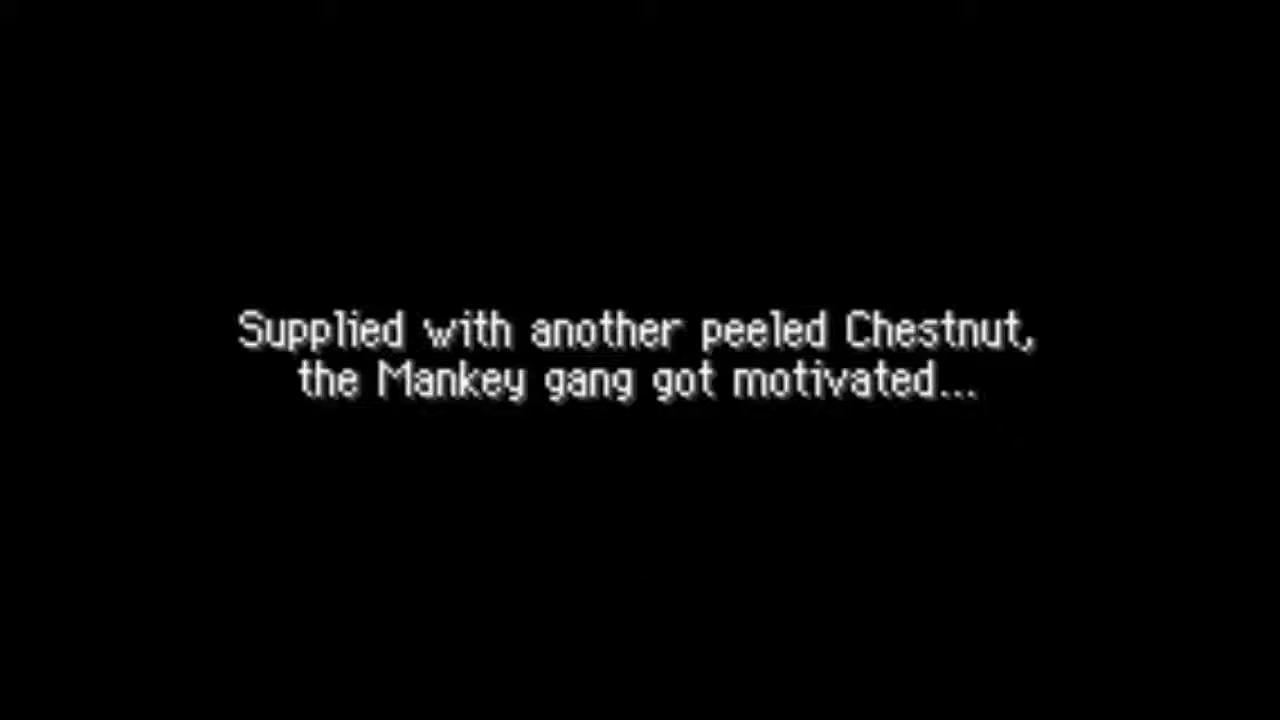 Supplied with another peeled Chestnut,
the Mankey gang got motivated...